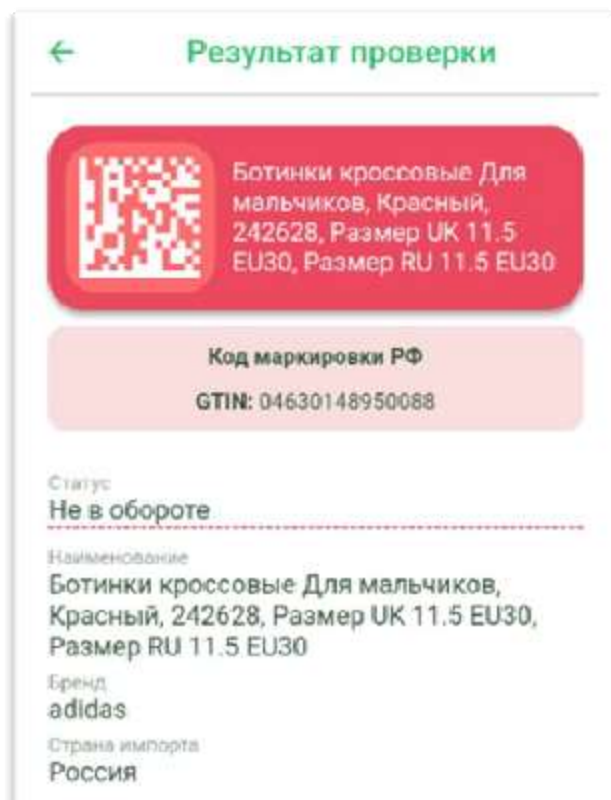 Результат проверки
Ботинки кроссовые Для
мальчиков, Красный,
242628, Размер UK 11.5
EU30, Размер RU 11.5 EU30
Код маркировки РФ
GTIN: 04630148950088
Статус
Не в обороте
Наименование
Ботинки кроссовые Для мальчиков,
Красный, 242628, Размер UK 11.5 EU30,
Размер RU 11.5 EU30
Бренд
adidas
Страна импорта
Россия